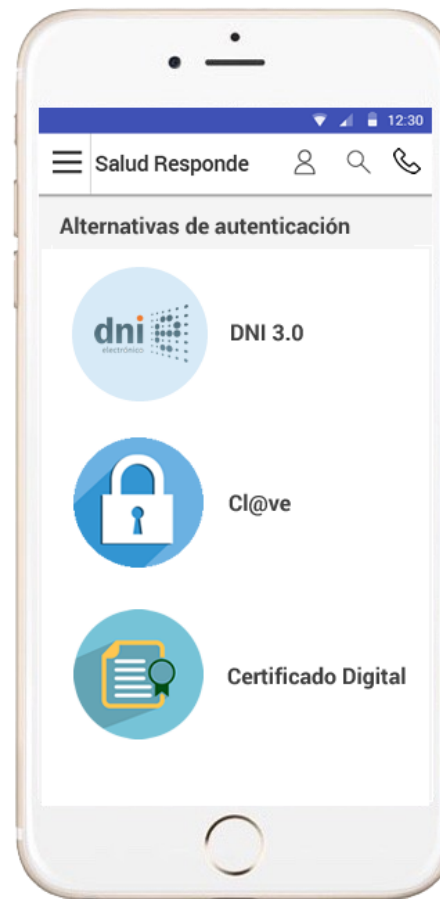 12:30
Salud Responde
Alternativas de autenticación
dni
electrónico
DNI 3.0
Cl@ve
Certificado Digital